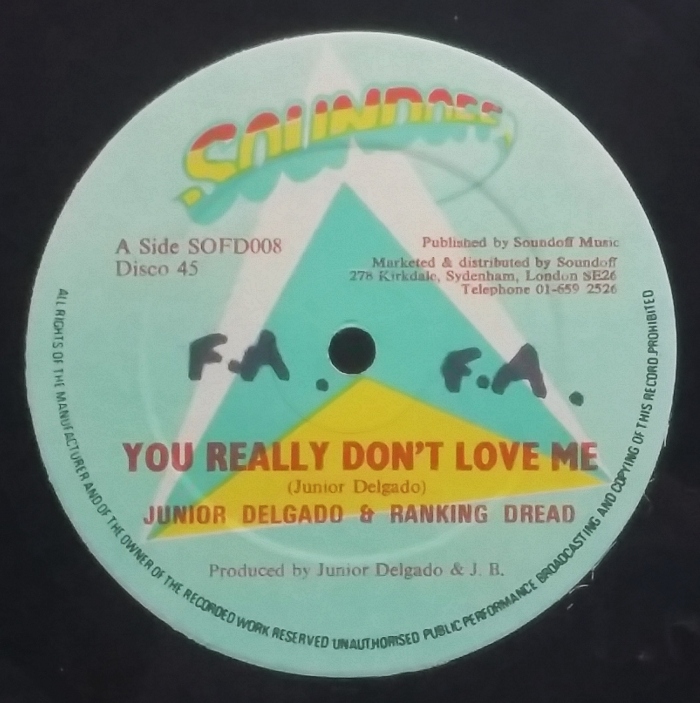 SOUNDOFF
A Side SOFD008
Disco 45
Published by Soundoff Music
Marketed & distributed by Soundoff
278 Kirkdale, Sydenham, London SE26
Telephone 01-659 2526
F.A . F.A .
YOU REALLY DON'T LOVE ME
(Junior Delgado)
JUNIOR DELGADO & RANKING DREAD
Produced by Junior Delgado & J. B.
ALL RIGHTS OF THE MANUFACTURER AND OF THE OWNER OF THE RECORDED WORK RESERVED UNAUTHORISED PUBLIC PERFORMANCE BROADCASTING AND COPYING OF THIS RECORD PROHIBITED